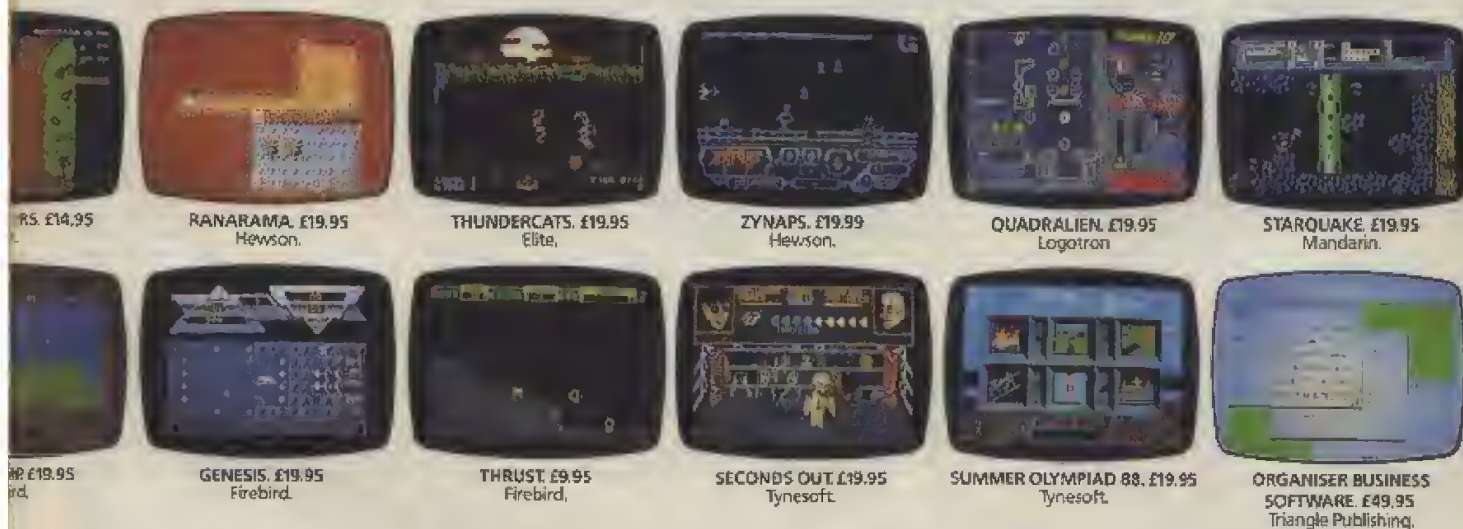 RS. £14.95
RANARAMA. £19.95
Hewson.
THUNDERCATS. £19.95
Elite.
ZYNAPS. £19.99
Hewson.
QUADRALIEN. £19.95
Logotron
STARQUAKE. £19.95
Mandarin.
£19.95
rd.
GENESIS. £19.95
Firebird.
THRUST. £9.95
Firebird.
SECONDS OUT. £19.95
Tynesoft.
SUMMER OLYMPIAD 88. £19.95
Tynesoft.
ORGANISER BUSINESS
SOFTWARE. £49.95
Triangle Publishing.